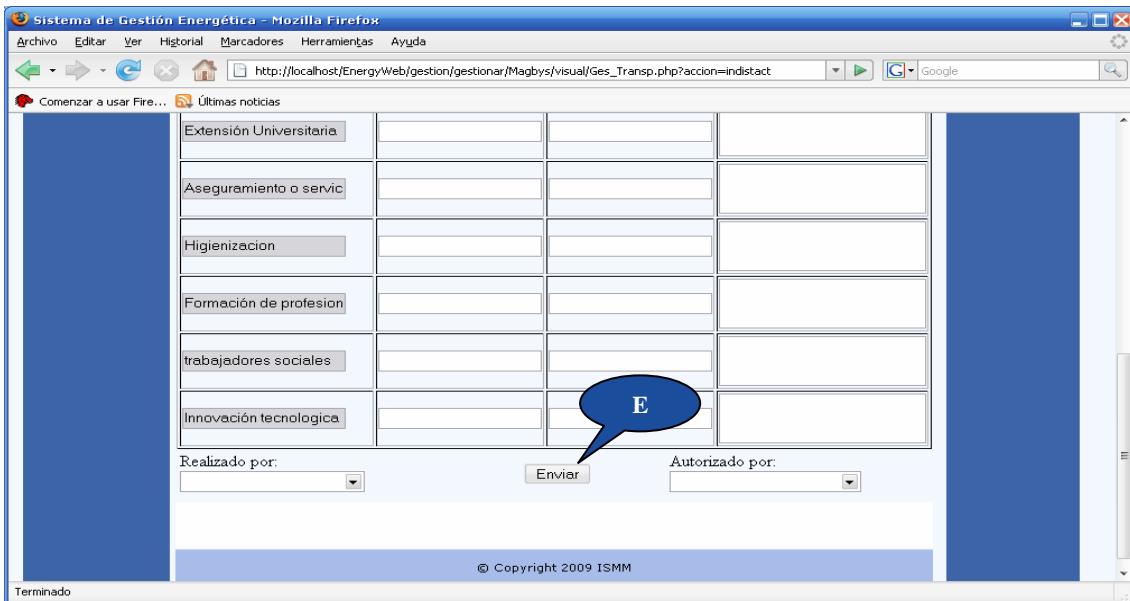 Sistema de Gestión Energética - Mozilla Firefox
Archivo Editar Ver Historial Marcadores Herramientas Ayuda
http://localhost/EnergyWeb/gestion/gestionar/Magbys/visual/Ges_Transp.php?accion=indistact
G Google
Comenzar a usar Fire... Últimas noticias
Extensión Universitaria
Aseguramiento o servic
Higienizacion
Formación de profesion
trabajadores sociales
Innovación tecnologica
E
Realizado por: Enviar Autorizado por:
© Copyright 2009 ISMM
Terminado